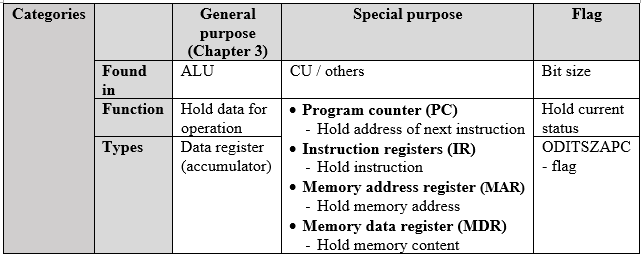 Categories
General purpose (Chapter 3)
Special purpose
Flag
Found in
ALU
CU / others
Bit size
Function
Hold data for operation
• Program counter (PC)
- Hold address of next instruction
• Instruction registers (IR)
- Hold instruction
• Memory address register (MAR)
- Hold memory address
• Memory data register (MDR)
- Hold memory content
Hold current status
Types
Data register (accumulator)
ODITSZAPC - flag